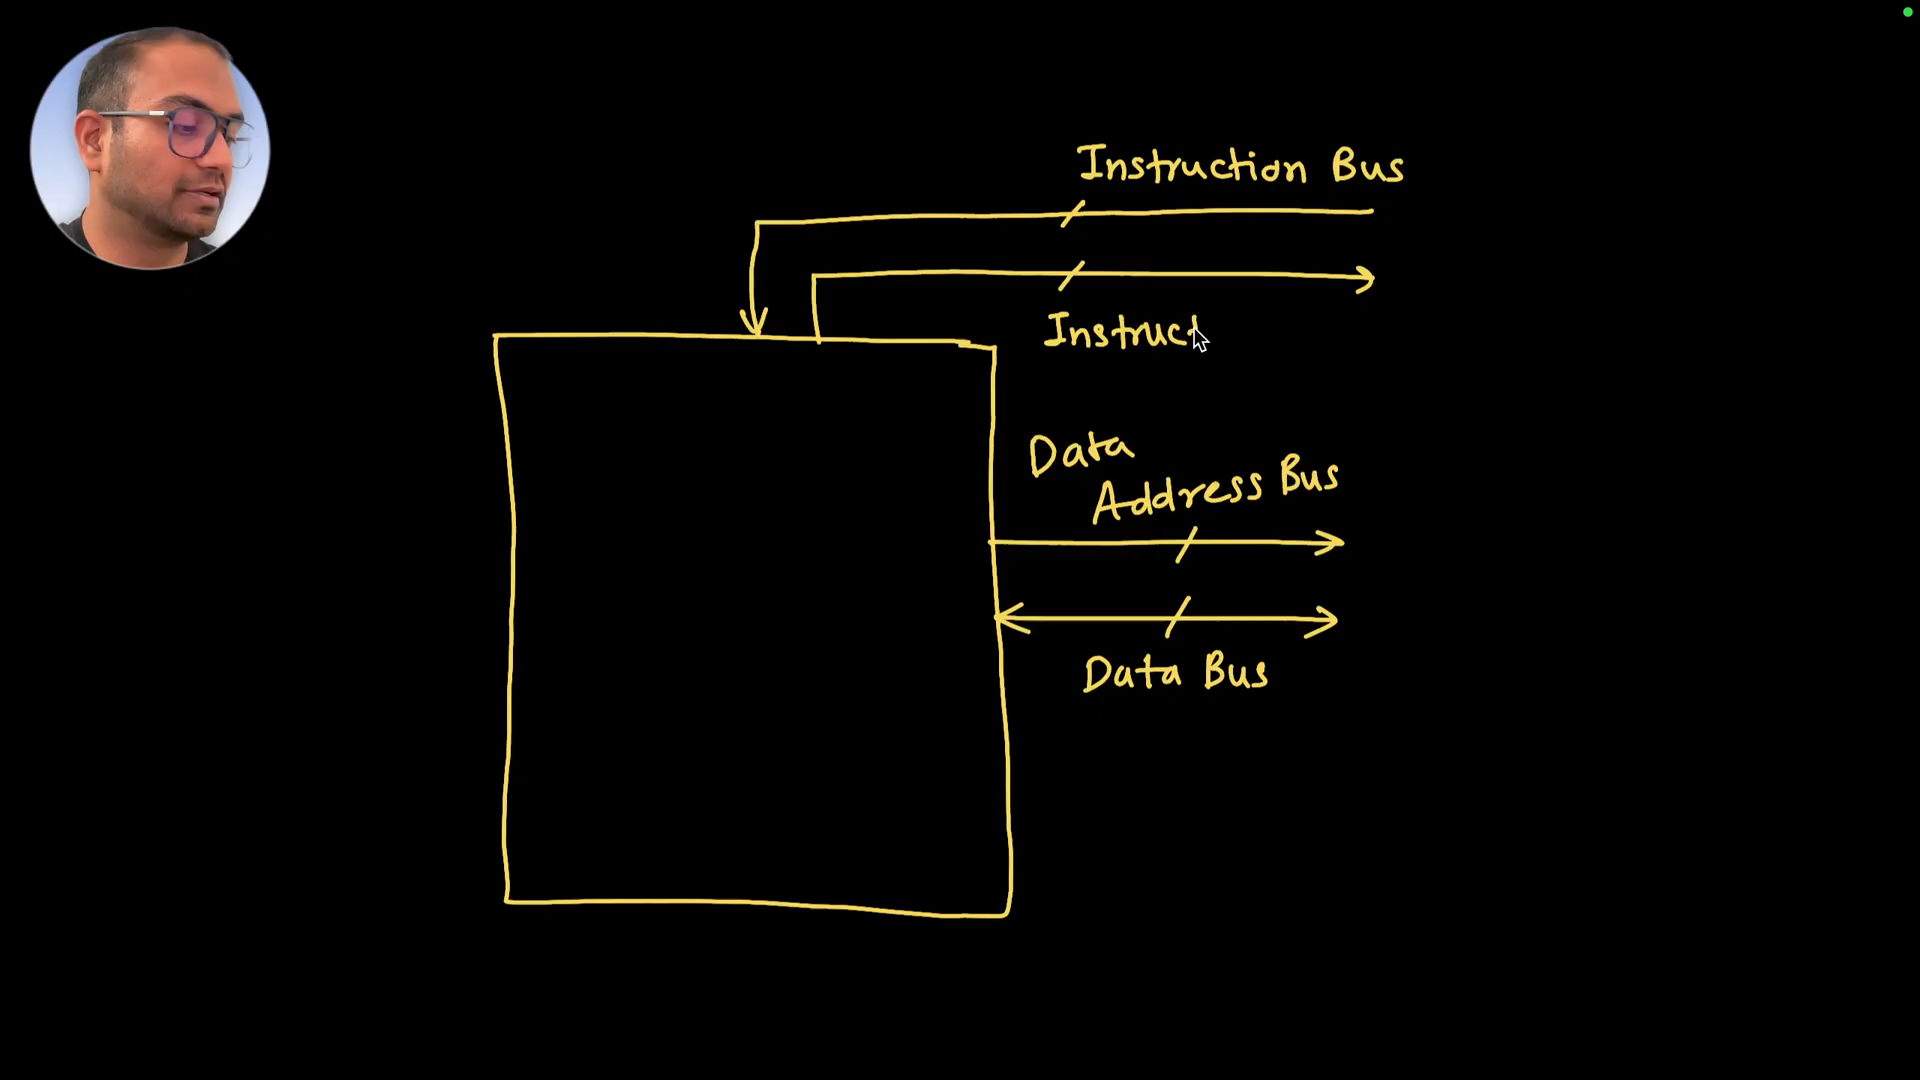 Instruction Bus
Instruct
Data
Address Bus
Data Bus